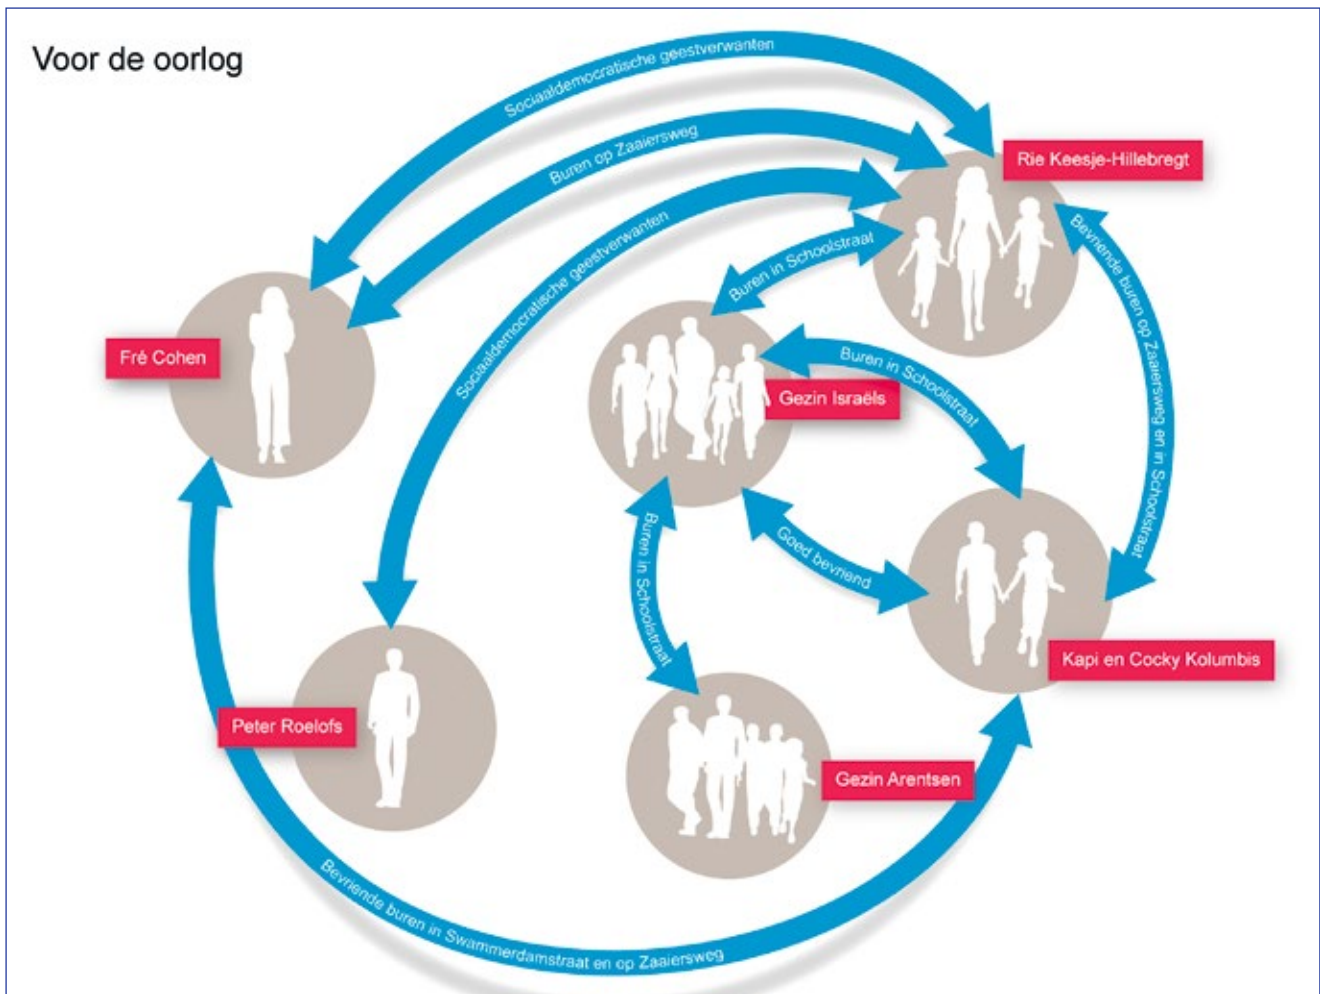 Voor de oorlog
Sociaaldemocratische geestverwanten
Buren op Zaaiersweg
Rie Keesje-Hillebregt
Sociaaldemocratische geestverwanten
Buren in Schoolstraat
Bevriende buren op Zaaiersweg en in Schoolstraat
Fré Cohen
Buren in Schoolstraat
Gezin Israëls
Goed bevriend
Buren in Schoolstraat
Kapi en Cocky Kolumbis
Peter Roelofs
Gezin Arentsen
Bevriende buren in Swammerdamstraat en op Zaaiersweg